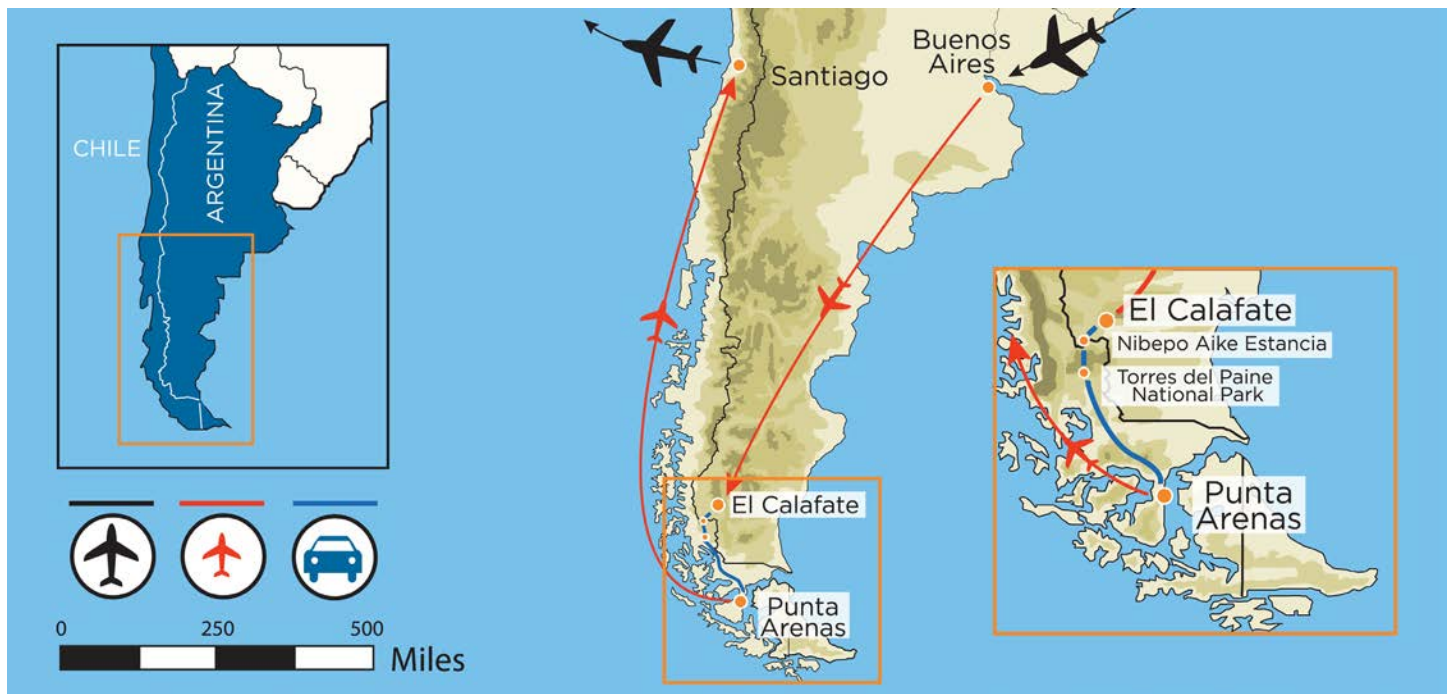 CHILE
ARGENTINA
0 250 500
Miles
Santiago
Buenos
Aires
El Calafate
Punta
Arenas
El Calafate
Nibepo Aike Estancia
Torres del Paine
National Park
Punta
Arenas